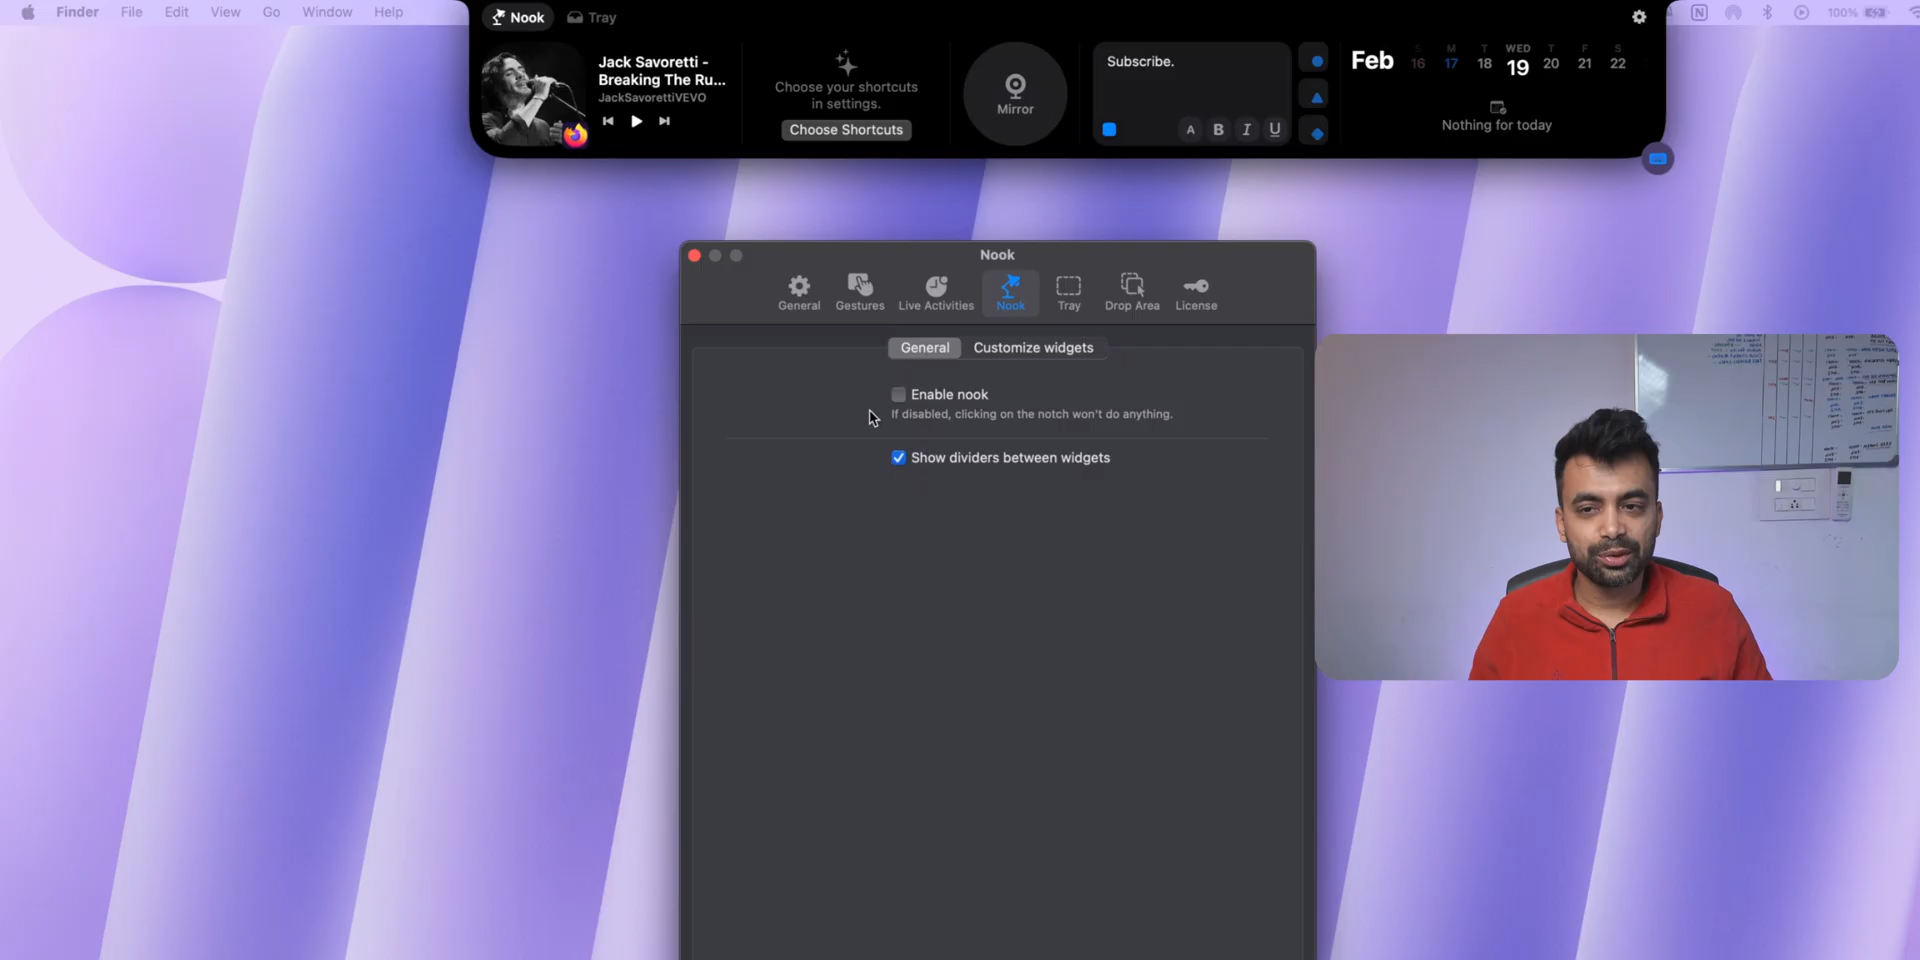 Finder File Edit View Go Window Help
Nook Tray
100%
Jack Savoretti -
Breaking The Ru...
JackSavorettiVEVO
Choose your shortcuts
in settings.
Choose Shortcuts
Mirror
Subscribe.
A B I U
Feb
S M T WED T F S
16 17 18 19 20 21 22
Nothing for today
Nook
General Gestures Live Activities Nook Tray Drop Area License
General Customize widgets
Enable nook
If disabled, clicking on the notch won't do anything.
Show dividers between widgets